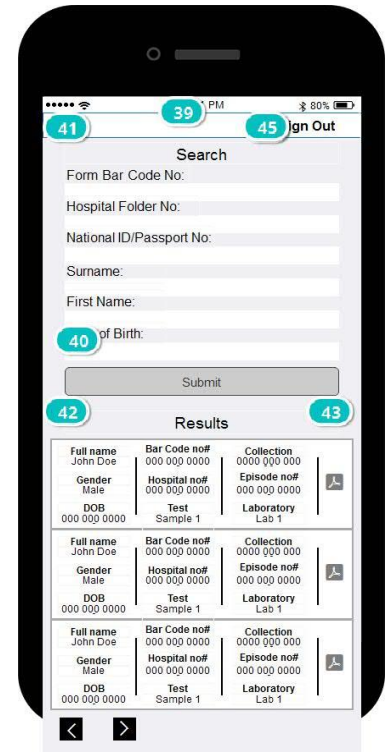 39 PM 80%
41 45 ign Out
Search
Form Bar Code No:
Hospital Folder No:
National ID/Passport No:
Surname:
First Name:
40 of Birth:
Submit
42 43
Results
Full name Bar Code no# Collection
John Doe 000 000 0000 0000 000 000
Gender Hospital no# Episode no#
Male 000 000 0000 000 000 0000
DOB Test Laboratory
000 000 0000 Sample 1 Lab 1
Full name Bar Code no# Collection
John Doe 000 000 0000 0000 000 000
Gender Hospital no# Episode no#
Male 000 000 0000 000 000 0000
DOB Test Laboratory
000 000 0000 Sample 1 Lab 1
Full name Bar Code no# Collection
John Doe 000 000 0000 0000 000 000
Gender Hospital no# Episode no#
Male 000 000 0000 000 000 0000
DOB Test Laboratory
000 000 0000 Sample 1 Lab 1
< >